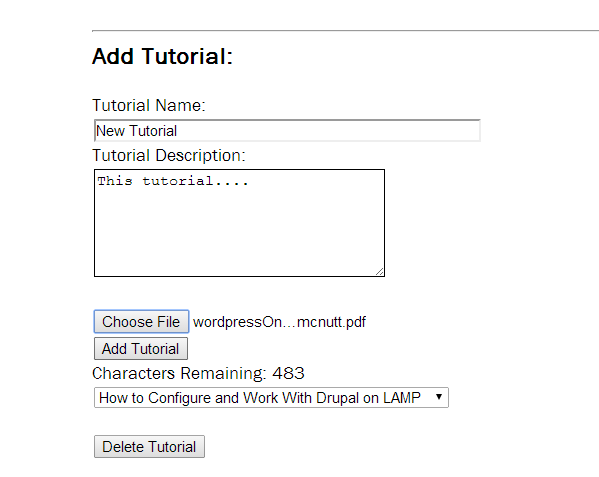 Add Tutorial:
Tutorial Name:
New Tutorial
Tutorial Description:
This tutorial....
Choose File wordpressOn...mcnutt.pdf
Add Tutorial
Characters Remaining: 483
How to Configure and Work With Drupal on LAMP
Delete Tutorial